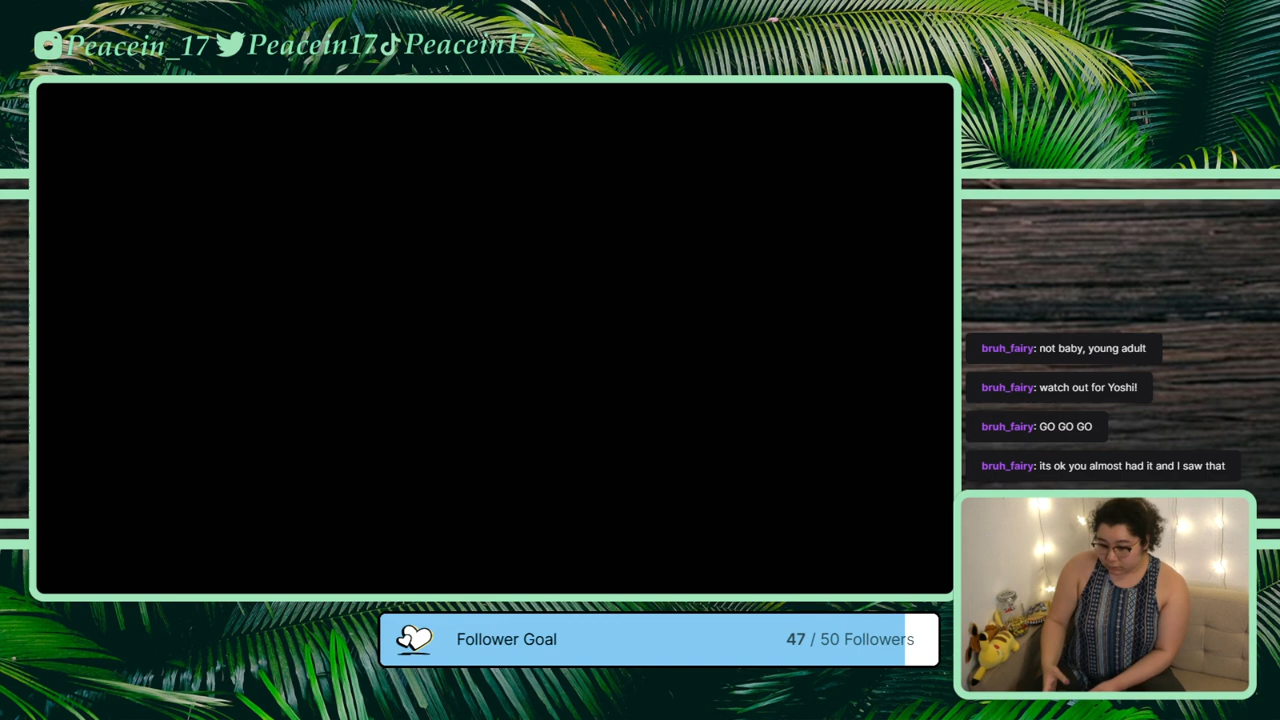 Peacein_17 Peacein17 Peacein17
bruh_fairy: not baby, young adult
bruh_fairy: watch out for Yoshi!
bruh_fairy: GO GO GO
bruh_fairy: its ok you almost had it and I saw that
Follower Goal 47 / 50 Followers